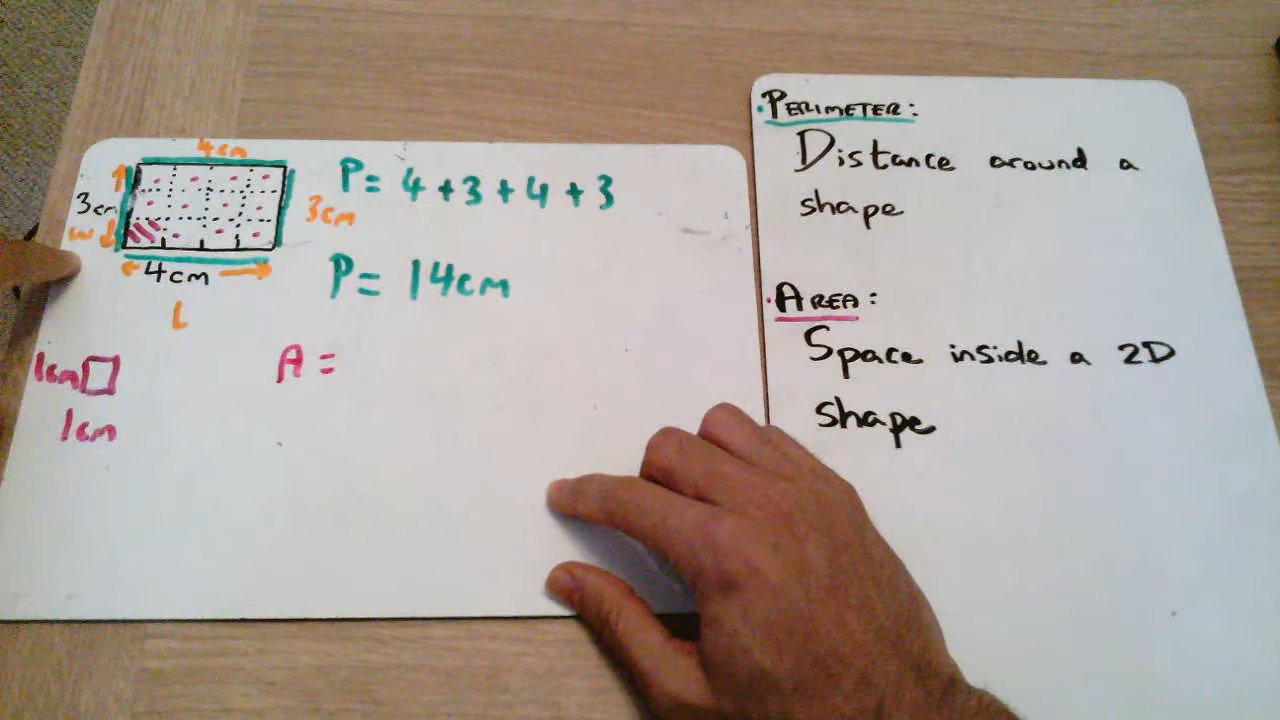 4cm
3cm
w
3cm
4cm
L
P= 4+3+4+3
P= 14cm
1cm
1cm
A =
PERIMETER:
Distance around a
shape
AREA:
Space inside a 2D
shape